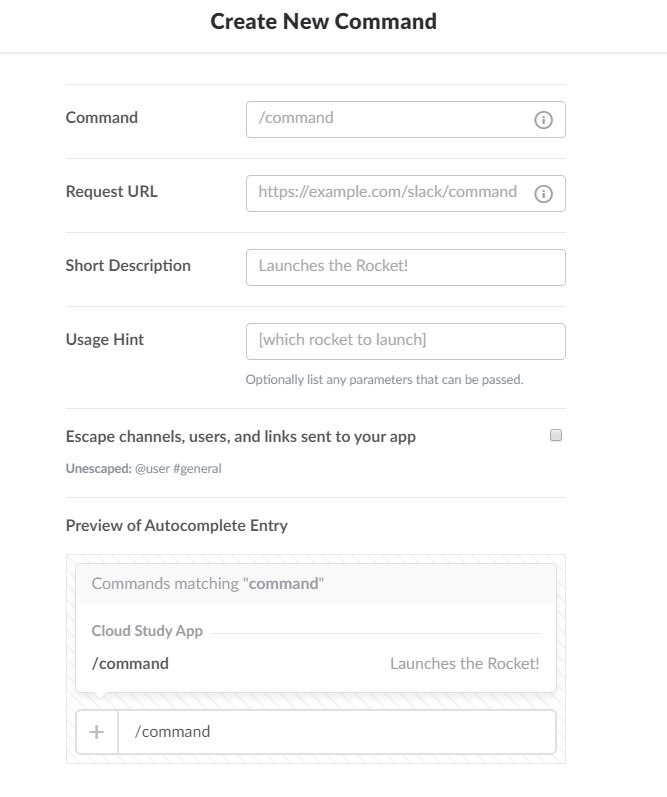 Create New Command
Command
/command
Request URL
https://example.com/slack/command
Short Description
Launches the Rocket!
Usage Hint
[which rocket to launch]
Optionally list any parameters that can be passed.
Escape channels, users, and links sent to your app
Unescaped: @user #general
Preview of Autocomplete Entry
Commands matching "command"
Cloud Study App
/command Launches the Rocket!
+ /command